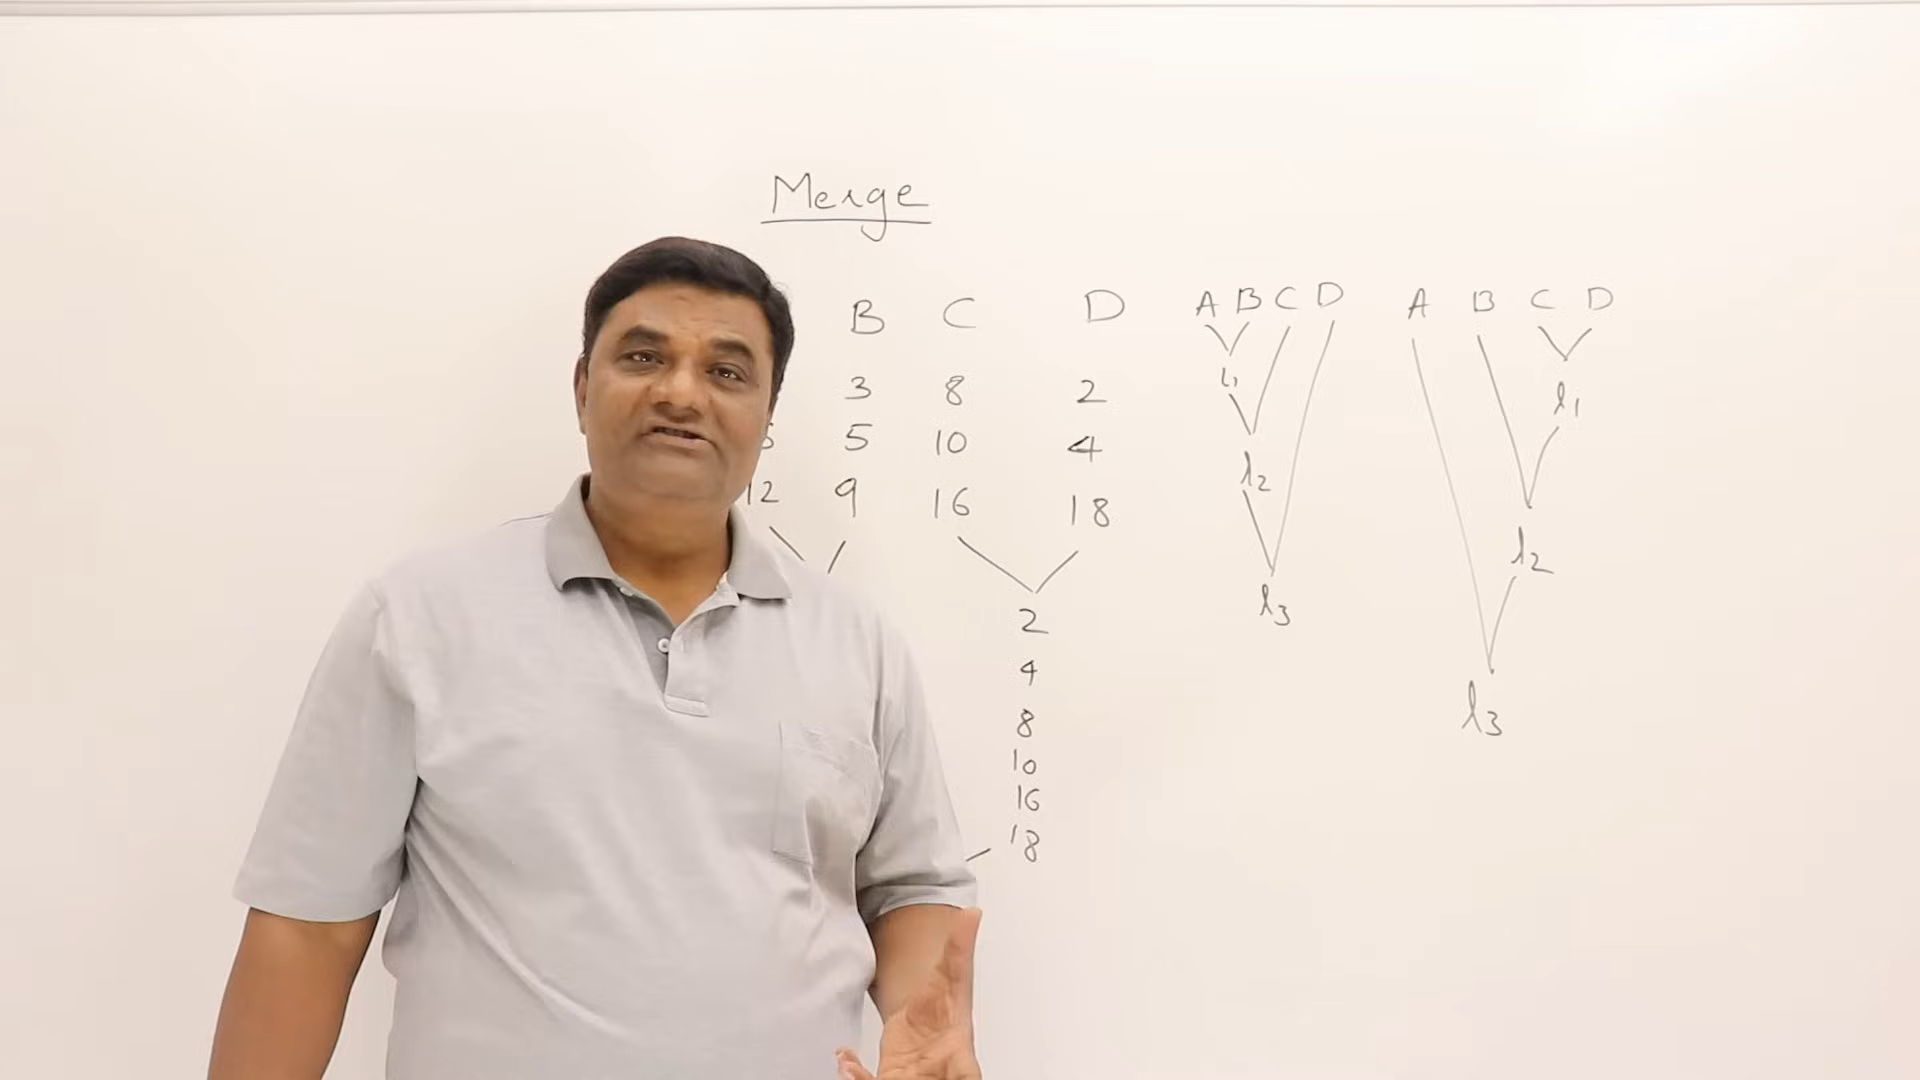 Merge
B C D A B C D A B C D
3 8 2
5 10 4
12 9 16 18
l1 l1
l2 l2
l3 l3
2
4
8
10
16
18